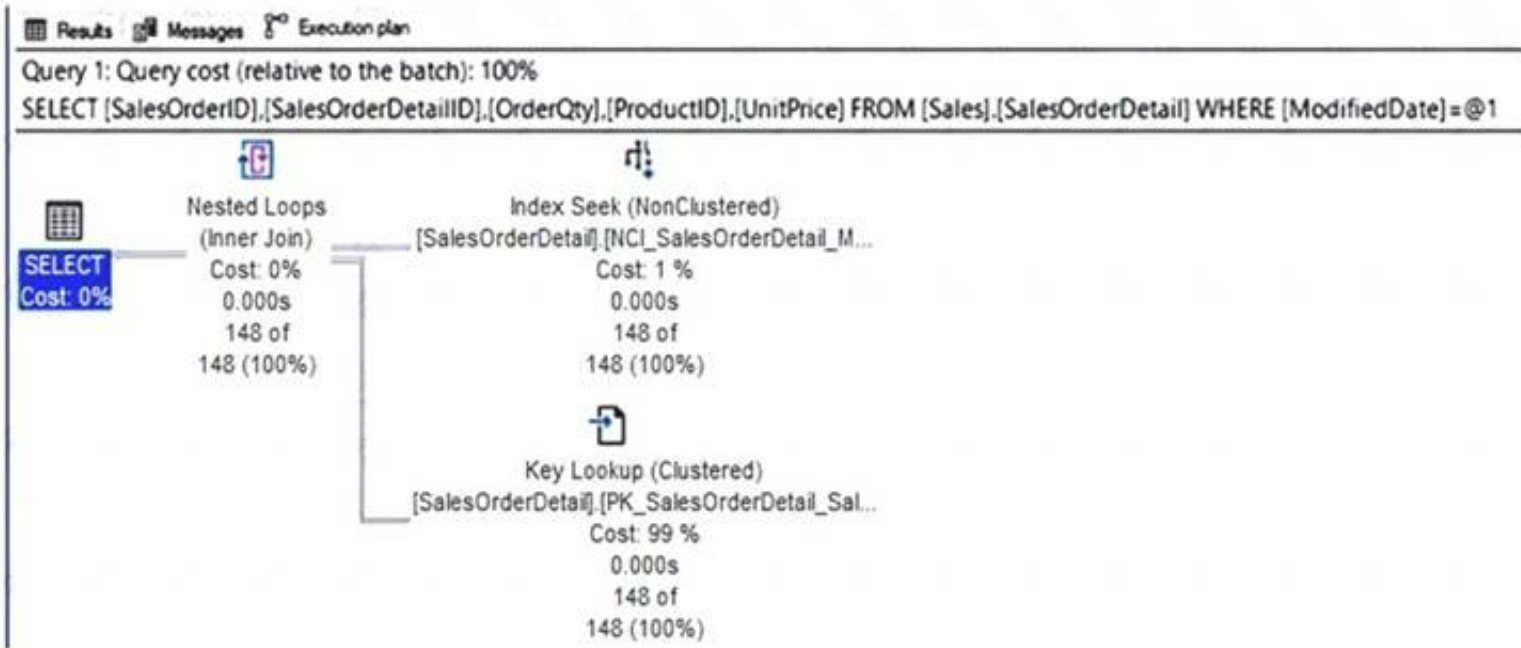 Results Messages Execution plan
Query 1: Query cost (relative to the batch): 100%
SELECT [SalesOrderID],[SalesOrderDetailID],[OrderQty],[ProductID],[UnitPrice] FROM [Sales].[SalesOrderDetail] WHERE [ModifiedDate]=@1
SELECT
Cost: 0%
Nested Loops
(Inner Join)
Cost: 0%
0.000s
148 of
148 (100%)
Index Seek (NonClustered)
[SalesOrderDetail].[NCI_SalesOrderDetail_M...
Cost: 1 %
0.000s
148 of
148 (100%)
Key Lookup (Clustered)
[SalesOrderDetail].[PK_SalesOrderDetail_Sal...
Cost: 99 %
0.000s
148 of
148 (100%)